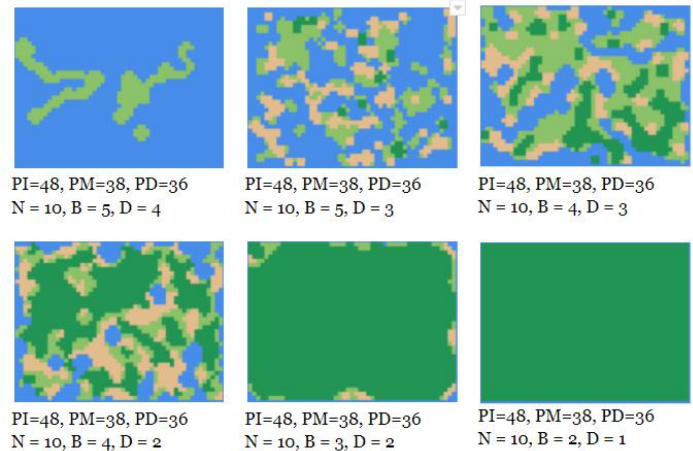 PI=48, PM=38, PD=36
N = 10, B = 5, D = 4
PI=48, PM=38, PD=36
N = 10, B = 5, D = 3
PI=48, PM=38, PD=36
N = 10, B = 4, D = 3
PI=48, PM=38, PD=36
N = 10, B = 4, D = 2
PI=48, PM=38, PD=36
N = 10, B = 3, D = 2
PI=48, PM=38, PD=36
N = 10, B = 2, D = 1